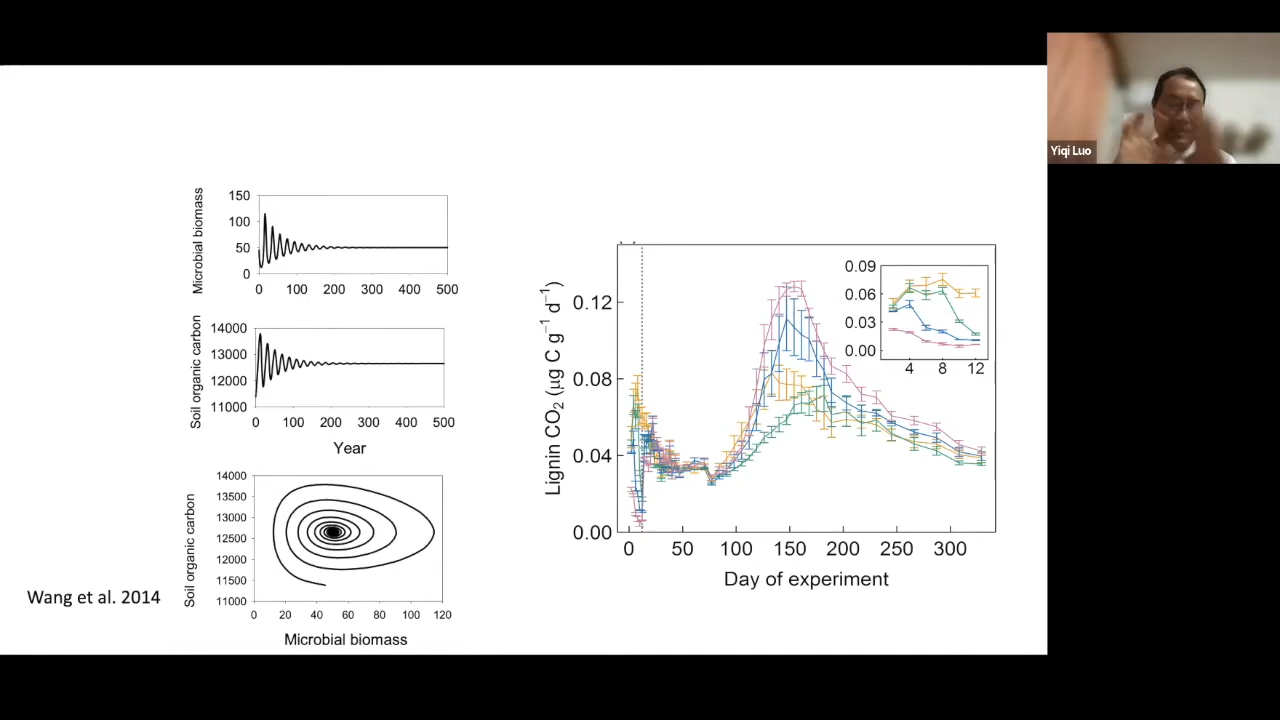 Yiqi Luo
Microbial biomass
150
100
50
0
0 100 200 300 400 500
Soil organic carbon
14000
13000
12000
11000
0 100 200 300 400 500
Year
Soil organic carbon
14000
13500
13000
12500
12000
11500
11000
0 20 40 60 80 100 120
Microbial biomass
Wang et al. 2014
Lignin CO₂ (µg C g⁻¹ d⁻¹)
0.12
0.08
0.04
0.00
0 50 100 150 200 250 300
Day of experiment
0.09
0.06
0.03
0.00
4 8 12